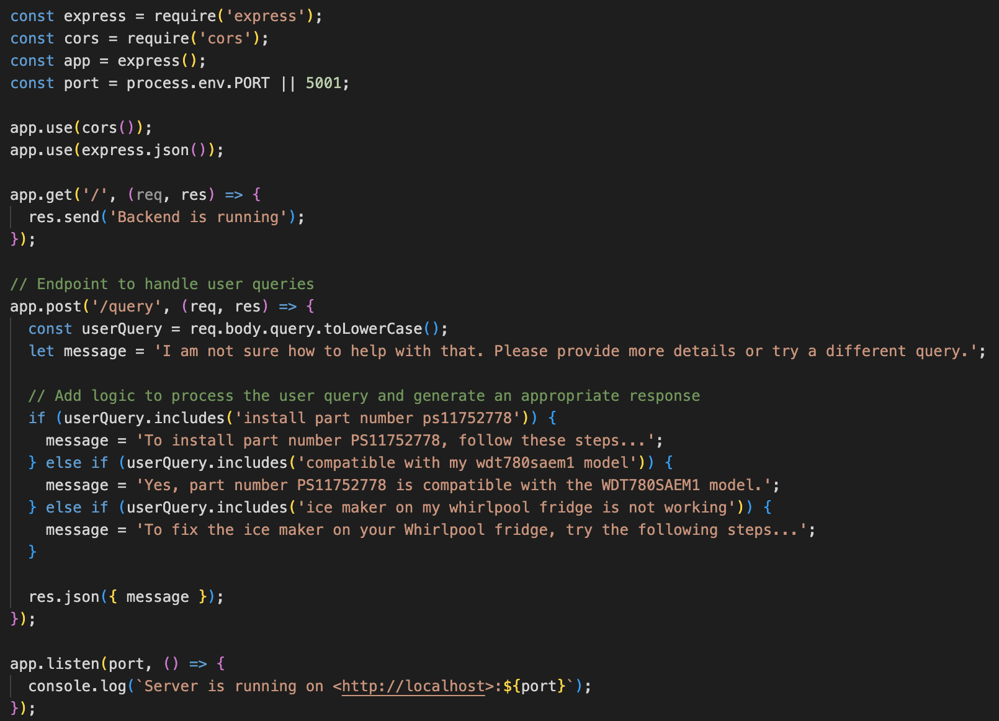 const express = require('express');
const cors = require('cors');
const app = express();
const port = process.env.PORT || 5001;

app.use(cors());
app.use(express.json());

app.get('/', (req, res) => {
  res.send('Backend is running');
});

// Endpoint to handle user queries
app.post('/query', (req, res) => {
  const userQuery = req.body.query.toLowerCase();
  let message = 'I am not sure how to help with that. Please provide more details or try a different query.';

  // Add logic to process the user query and generate an appropriate response
  if (userQuery.includes('install part number ps11752778')) {
    message = 'To install part number PS11752778, follow these steps...';
  } else if (userQuery.includes('compatible with my wdt780saem1 model')) {
    message = 'Yes, part number PS11752778 is compatible with the WDT780SAEM1 model.';
  } else if (userQuery.includes('ice maker on my whirlpool fridge is not working')) {
    message = 'To fix the ice maker on your Whirlpool fridge, try the following steps...';
  }

  res.json({ message });
});

app.listen(port, () => {
  console.log(`Server is running on <http://localhost>:${port}`);
});